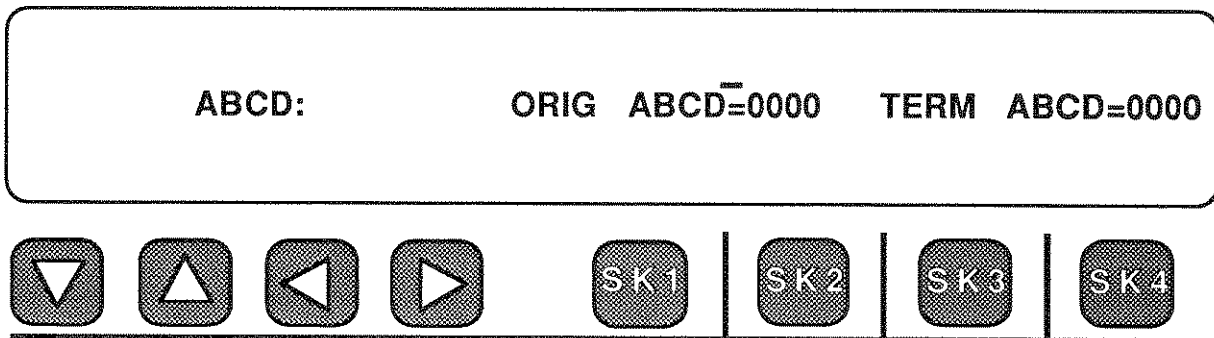 ABCD: ORIG ABCD=0000 TERM ABCD=0000
SK1 SK2 SK3 SK4